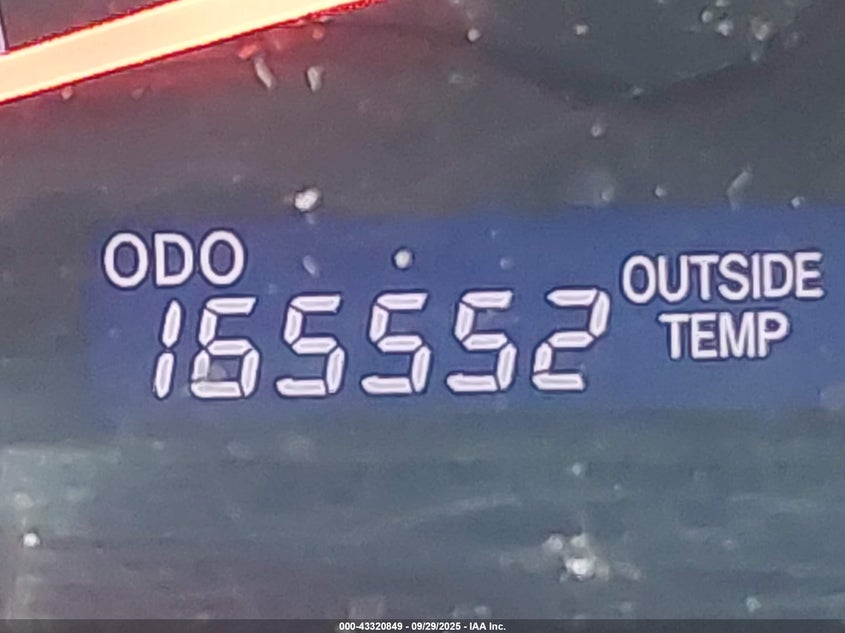 ODO
165552
OUTSIDE
TEMP
000-43320849 - 09/29/2025 - IAA Inc.